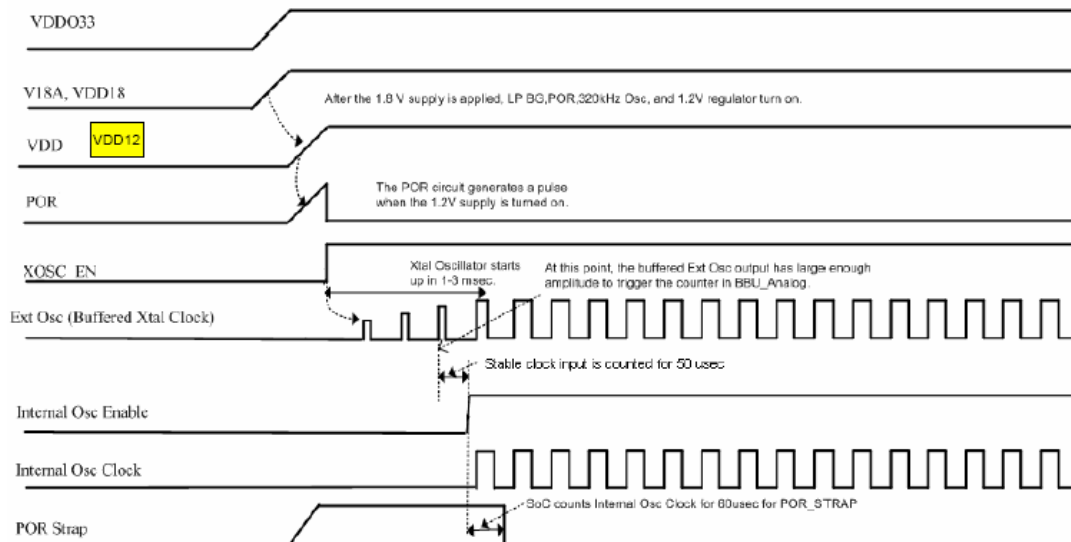 VDDO33
V18A, VDD18
After the 1.8 V supply is applied, LP BG,POR,320kHz Osc, and 1.2V regulator turn on.
VDD
VDD12
The POR circuit generates a pulse
when the 1.2V supply is turned on.
POR
XOSC_EN
Xtal Oscillator starts
up in 1-3 msec.
At this point, the buffered Ext Osc output has large enough
amplitude to trigger the counter in BBU_Analog.
Ext Osc (Buffered Xtal Clock)
Stable clock input is counted for 50 usec
Internal Osc Enable
Internal Osc Clock
SoC counts Internal Osc Clock for 60usec for POR_STRAP
POR Strap